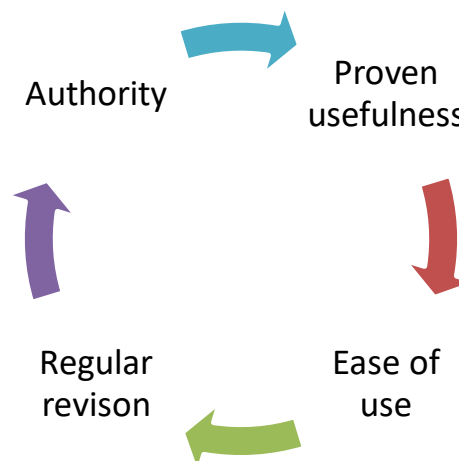 Authority
Proven
usefulness
Ease of
use
Regular
revison